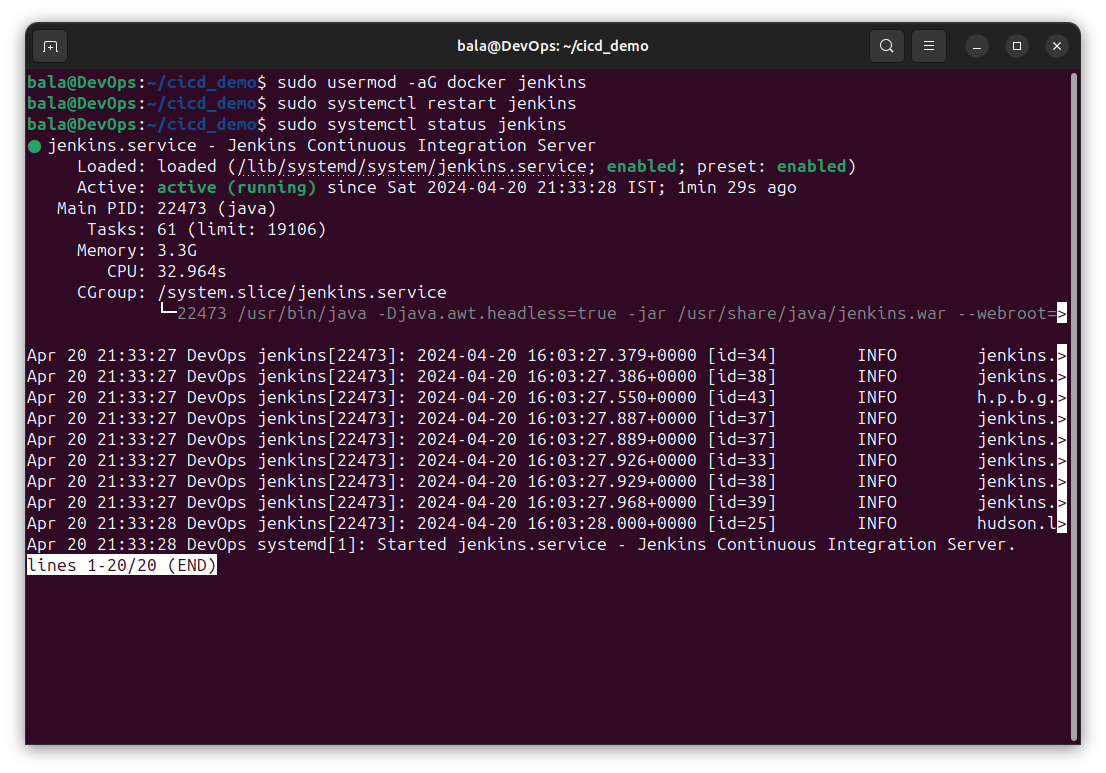 bala@DevOps: ~/cicd_demo
bala@DevOps:~/cicd_demo$ sudo usermod -aG docker jenkins
bala@DevOps:~/cicd_demo$ sudo systemctl restart jenkins
bala@DevOps:~/cicd_demo$ sudo systemctl status jenkins
● jenkins.service - Jenkins Continuous Integration Server
     Loaded: loaded (/lib/systemd/system/jenkins.service; enabled; preset: enabled)
     Active: active (running) since Sat 2024-04-20 21:33:28 IST; 1min 29s ago
   Main PID: 22473 (java)
      Tasks: 61 (limit: 19106)
     Memory: 3.3G
        CPU: 32.964s
     CGroup: /system.slice/jenkins.service
             └─22473 /usr/bin/java -Djava.awt.headless=true -jar /usr/share/java/jenkins.war --webroot=>
Apr 20 21:33:27 DevOps jenkins[22473]: 2024-04-20 16:03:27.379+0000 [id=34]        INFO        jenkins.>
Apr 20 21:33:27 DevOps jenkins[22473]: 2024-04-20 16:03:27.386+0000 [id=38]        INFO        jenkins.>
Apr 20 21:33:27 DevOps jenkins[22473]: 2024-04-20 16:03:27.550+0000 [id=43]        INFO        h.p.b.g.>
Apr 20 21:33:27 DevOps jenkins[22473]: 2024-04-20 16:03:27.887+0000 [id=37]        INFO        jenkins.>
Apr 20 21:33:27 DevOps jenkins[22473]: 2024-04-20 16:03:27.889+0000 [id=37]        INFO        jenkins.>
Apr 20 21:33:27 DevOps jenkins[22473]: 2024-04-20 16:03:27.926+0000 [id=33]        INFO        jenkins.>
Apr 20 21:33:27 DevOps jenkins[22473]: 2024-04-20 16:03:27.929+0000 [id=38]        INFO        jenkins.>
Apr 20 21:33:27 DevOps jenkins[22473]: 2024-04-20 16:03:27.968+0000 [id=39]        INFO        jenkins.>
Apr 20 21:33:28 DevOps jenkins[22473]: 2024-04-20 16:03:28.000+0000 [id=25]        INFO        hudson.l>
Apr 20 21:33:28 DevOps systemd[1]: Started jenkins.service - Jenkins Continuous Integration Server.
lines 1-20/20 (END)